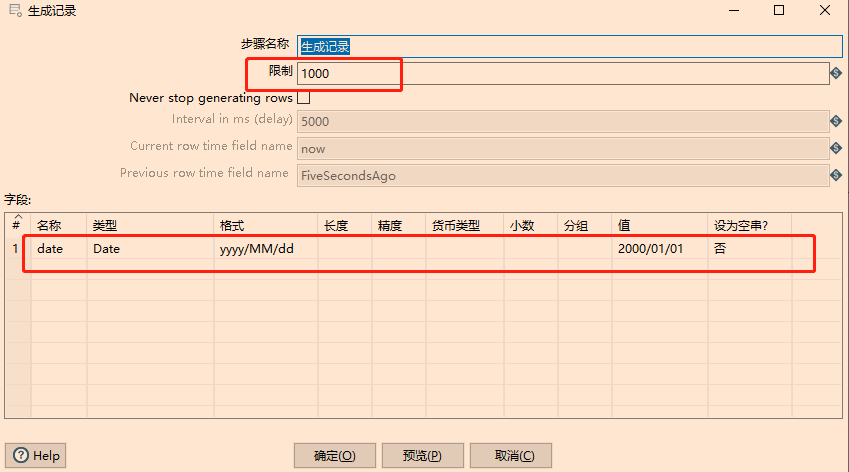 生成记录
步骤名称 生成记录
限制 1000
Never stop generating rows
Interval in ms (delay) 5000
Current row time field name now
Previous row time field name FiveSecondsAgo
字段:
# 名称 类型 格式 长度 精度 货币类型 小数 分组 值 设为空串?
1 date Date yyyy/MM/dd 2000/01/01 否
Help 确定(O) 预览(P) 取消(C)